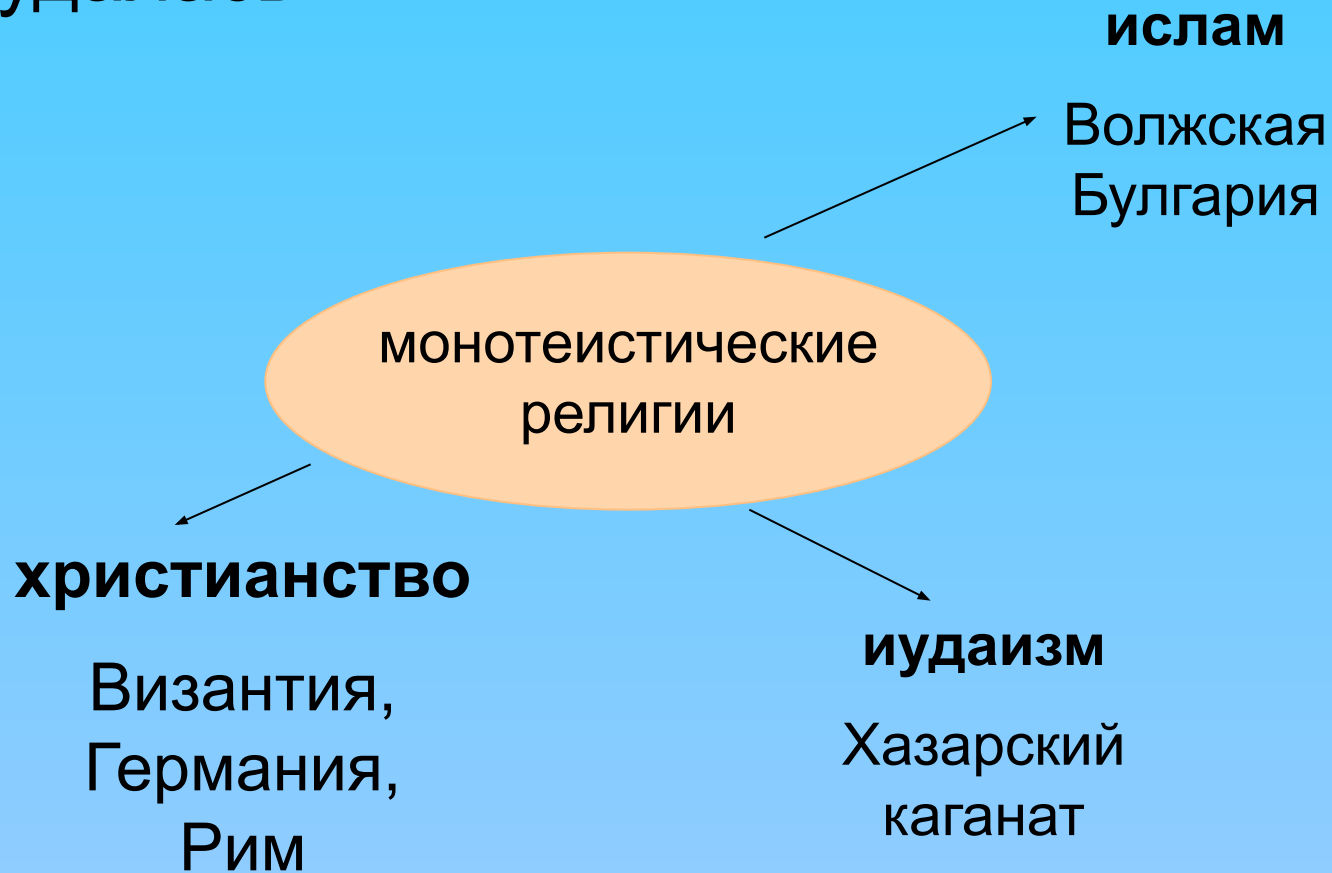 ислам
Волжская
Булгария
монотеистические
религии
христианство
Византия,
Германия,
Рим
иудаизм
Хазарский
каганат